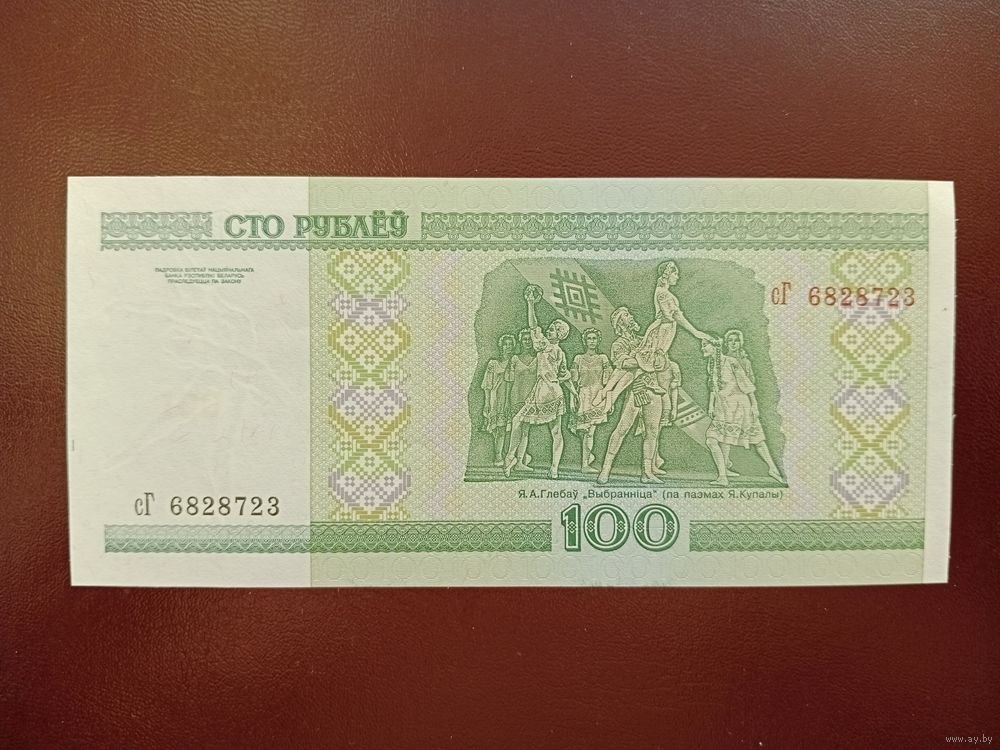 СТО РУБЛЁЎ
ПАДРОБКА БІЛЕТАЎ НАЦЫЯНАЛЬНАГА
БАНКА РЭСПУБЛІКІ БЕЛАРУСЬ
ПРАСЛЕДУЕЦЦА ПА ЗАКОНУ
сГ 6828723
сГ 6828723
Я.А.Глебаў „Выбранніца“ (па паэмах Я.Купалы)
100
www.ay.by